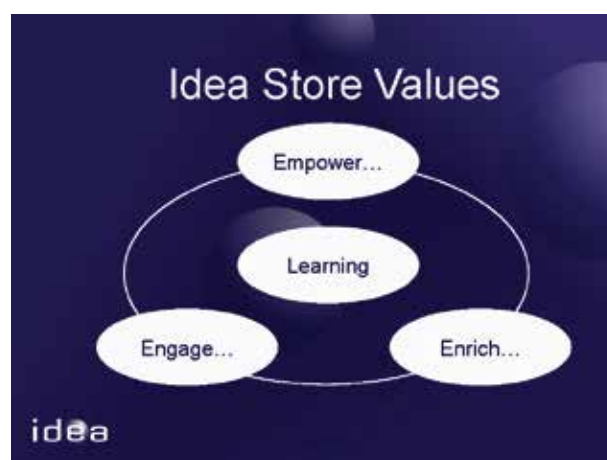 Idea Store Values
Empower...
Learning
Engage...
Enrich...
idea